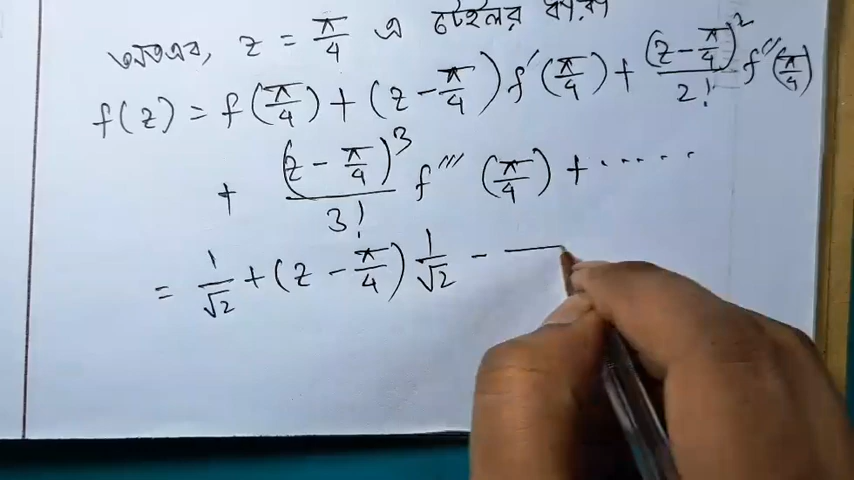 অতএব, z = π/4 এ টেইলর ধারা
f(z) = f(π/4) + (z - π/4) f'(π/4) + (z - π/4)²/2! f''(π/4)
+ (z - π/4)³/3! f'''(π/4) + ......
= 1/√2 + (z - π/4) 1/√2 -